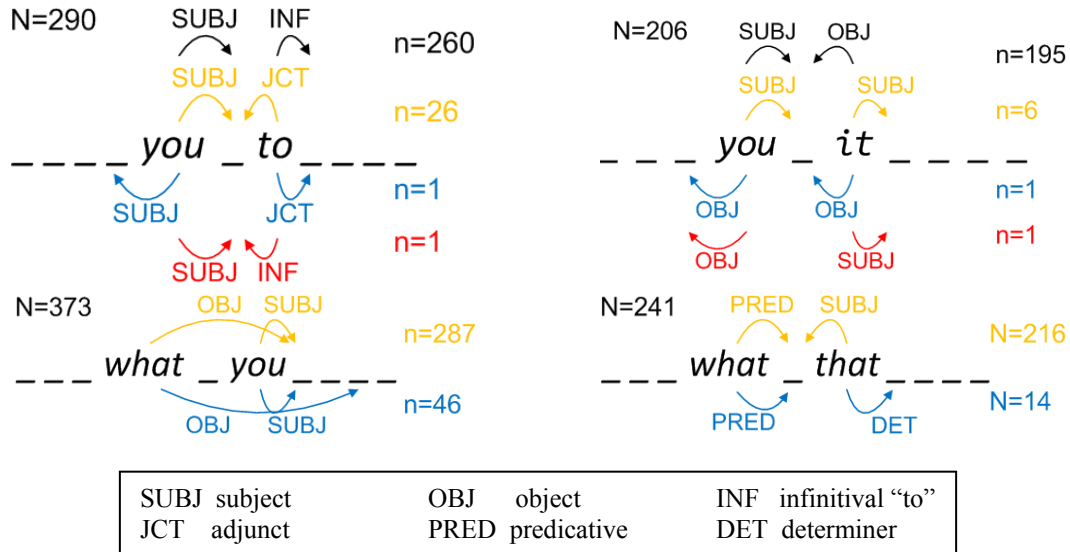 N=290 SUBJ INF n=260
SUBJ JCT n=26
_ _ _ _ you _ to _ _ _ _
SUBJ JCT n=1
SUBJ INF n=1
N=206 SUBJ OBJ n=195
SUBJ SUBJ n=6
_ _ _ you _ it _ _ _ _
OBJ OBJ n=1
OBJ SUBJ n=1
N=373 OBJ SUBJ n=287
_ _ _ what _ you _ _ _ _
OBJ SUBJ n=46
N=241 PRED SUBJ N=216
_ _ _ what _ that _ _ _ _
PRED DET N=14
SUBJ subject OBJ object INF infinitival “to”
JCT adjunct PRED predicative DET determiner